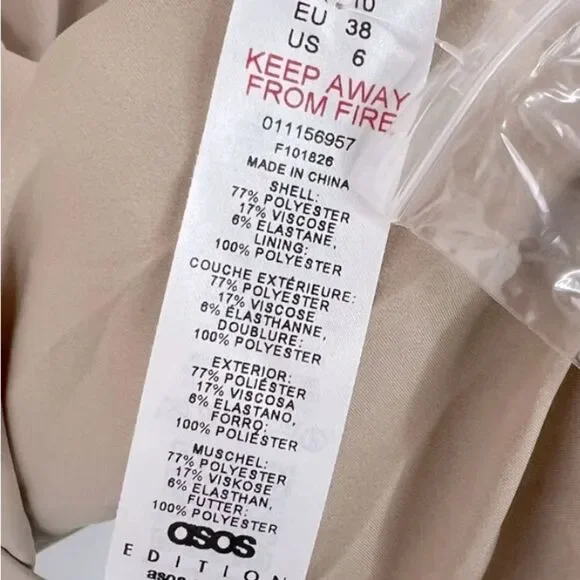 10
EU 38
US 6
KEEP AWAY
FROM FIRE
011156957
F101826
MADE IN CHINA
SHELL:
77% POLYESTER
17% VISCOSE
6% ELASTANE,
LINING:
100% POLYESTER
COUCHE EXTÉRIEURE:
77% POLYESTER
17% VISCOSE
6% ÉLASTHANNE,
DOUBLURE:
100% POLYESTER
EXTERIOR:
77% POLIÉSTER
17% VISCOSA
6% ELASTANO,
FORRO:
100% POLIÉSTER
MUSCHEL:
77% POLYESTER
17% VISKOSE
6% ELASTHAN,
FUTTER:
100% POLYESTER
asos
EDITION
asos